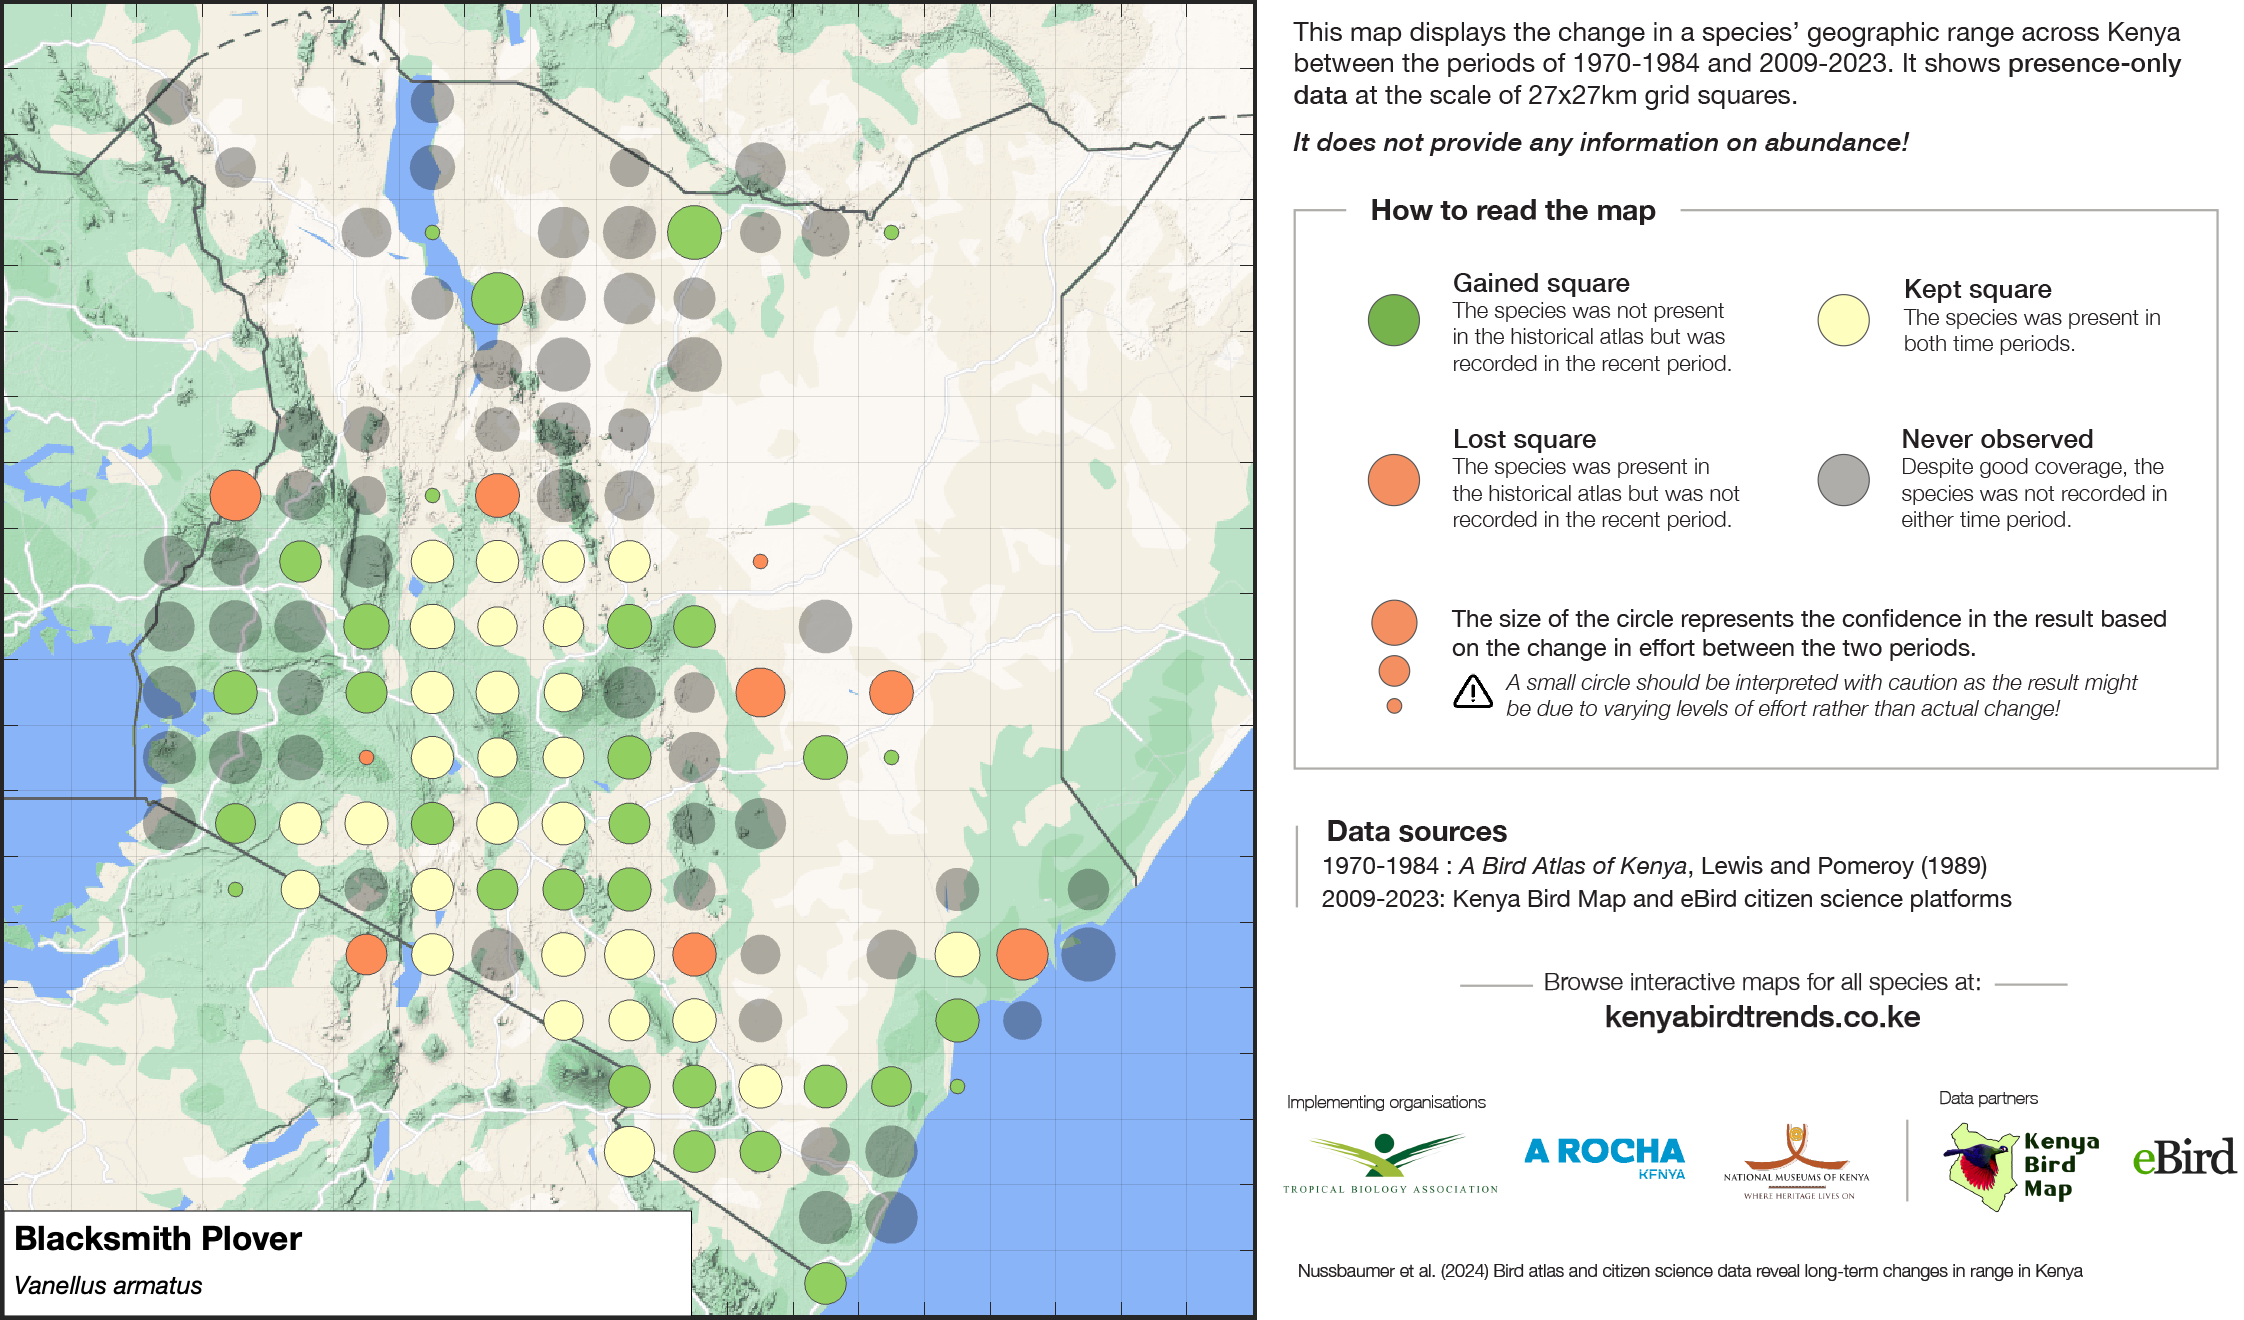 This map displays the change in a species’ geographic range across Kenya
between the periods of 1970-1984 and 2009-2023. It shows presence-only
data at the scale of 27x27km grid squares.
It does not provide any information on abundance!
How to read the map
Gained square
The species was not present
in the historical atlas but was
recorded in the recent period.
Kept square
The species was present in
both time periods.
Lost square
The species was present in
the historical atlas but was not
recorded in the recent period.
Never observed
Despite good coverage, the
species was not recorded in
either time period.
The size of the circle represents the confidence in the result based
on the change in effort between the two periods.
A small circle should be interpreted with caution as the result might
be due to varying levels of effort rather than actual change!
Data sources
1970-1984 : A Bird Atlas of Kenya, Lewis and Pomeroy (1989)
2009-2023: Kenya Bird Map and eBird citizen science platforms
Browse interactive maps for all species at:
kenyabirdtrends.co.ke
Implementing organisations
Data partners
TROPICAL BIOLOGY ASSOCIATION
A ROCHA
KENYA
NATIONAL MUSEUMS OF KENYA
WHERE HERITAGE LIVES ON
Kenya
Bird
Map
eBird
Nussbaumer et al. (2024) Bird atlas and citizen science data reveal long-term changes in range in Kenya
Blacksmith Plover
Vanellus armatus